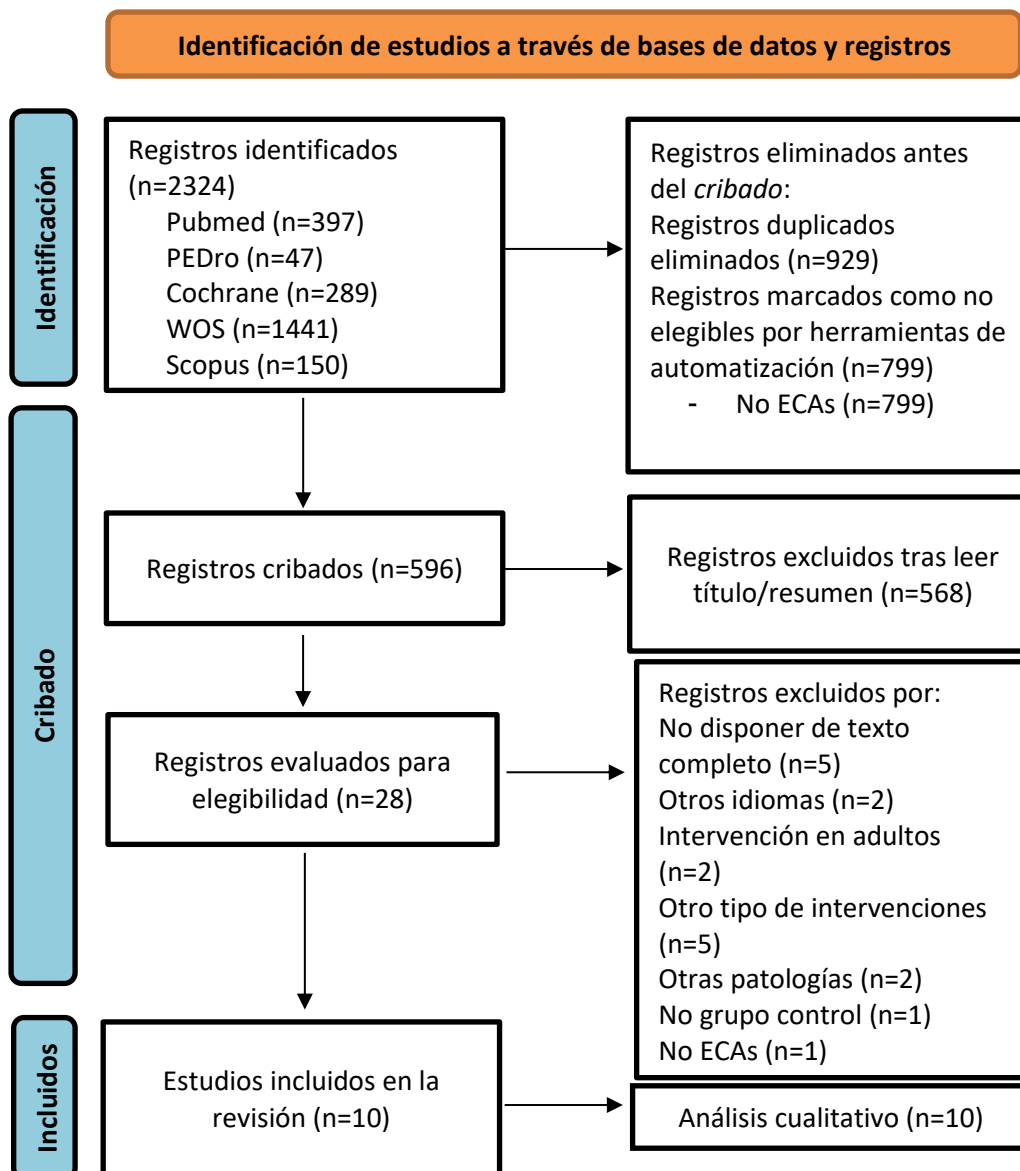 Identificación de estudios a través de bases de datos y registros
Identificación
Registros identificados
(n=2324)
Pubmed (n=397)
PEDro (n=47)
Cochrane (n=289)
WOS (n=1441)
Scopus (n=150)
Registros eliminados antes
del cribado:
Registros duplicados
eliminados (n=929)
Registros marcados como no
elegibles por herramientas de
automatización (n=799)
- No ECAs (n=799)
Cribado
Registros cribados (n=596)
Registros excluidos tras leer
título/resumen (n=568)
Registros evaluados para
elegibilidad (n=28)
Registros excluidos por:
No disponer de texto
completo (n=5)
Otros idiomas (n=2)
Intervención en adultos
(n=2)
Otro tipo de intervenciones
(n=5)
Otras patologías (n=2)
No grupo control (n=1)
No ECAs (n=1)
Incluidos
Estudios incluidos en la
revisión (n=10)
Análisis cualitativo (n=10)